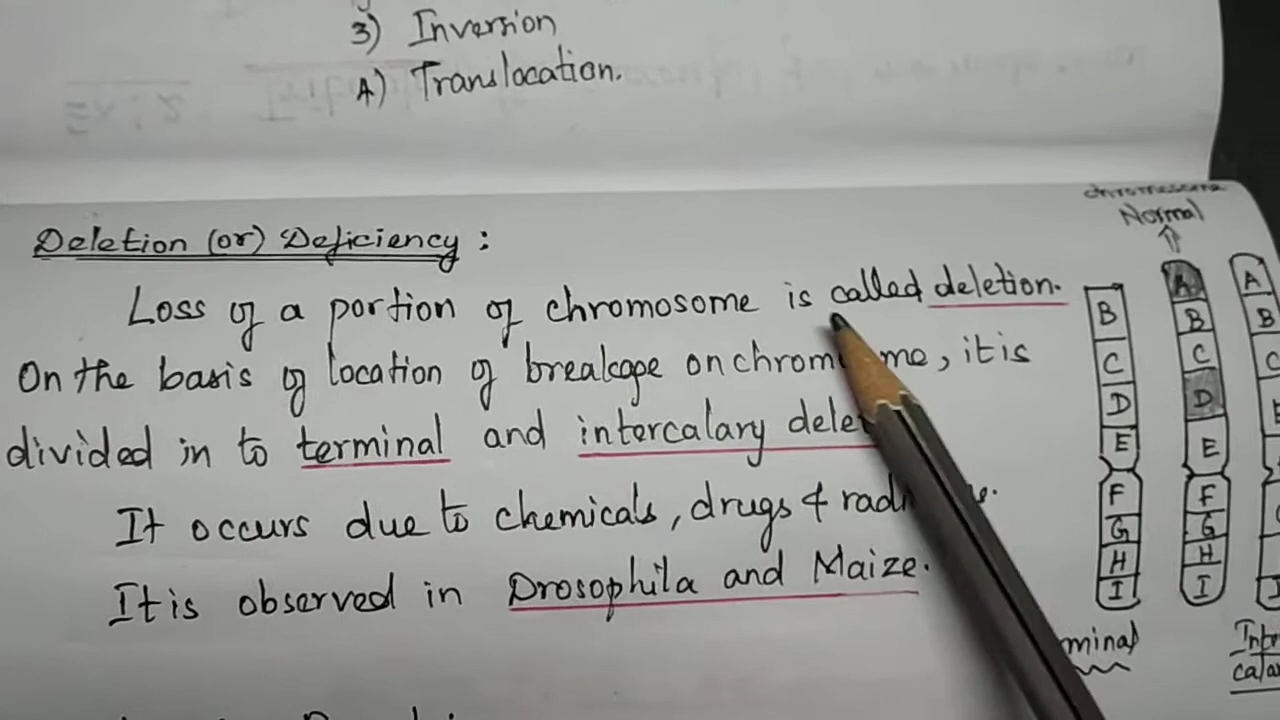 3) Inversion
4) Translocation.
Deletion (or) Deficiency :
Loss of a portion of chromosome is called deletion.
On the basis of location of breakage on chrom me, it is
divided in to terminal and intercalary dele
It occurs due to chemicals, drugs & radi
It is observed in Drosophila and Maize.
chromosome
Normal
B
C
D
E
F
G
H
I
A
B
C
D
E
F
G
H
I
A
B
C
I
minal